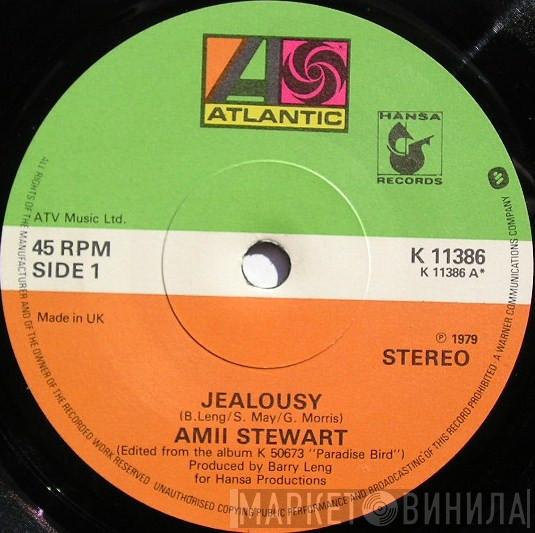 ATLANTIC
HANSA
RECORDS
ATV Music Ltd.
45 RPM
SIDE 1
K 11386
K 11386 A*
Made in UK
℗ 1979
STEREO
JEALOUSY
(B.Leng/S. May/G. Morris)
AMII STEWART
(Edited from the album K 50673 "Paradise Bird")
Produced by Barry Leng
for Hansa Productions
ALL RIGHTS OF THE MANUFACTURER AND OF THE OWNER OF THE RECORDED WORK RESERVED. UNAUTHORISED COPYING PUBLIC PERFORMANCE AND BROADCASTING OF THIS RECORD PROHIBITED. A WARNER COMMUNICATIONS COMPANY
МАРКЕТ ВИНИЛА